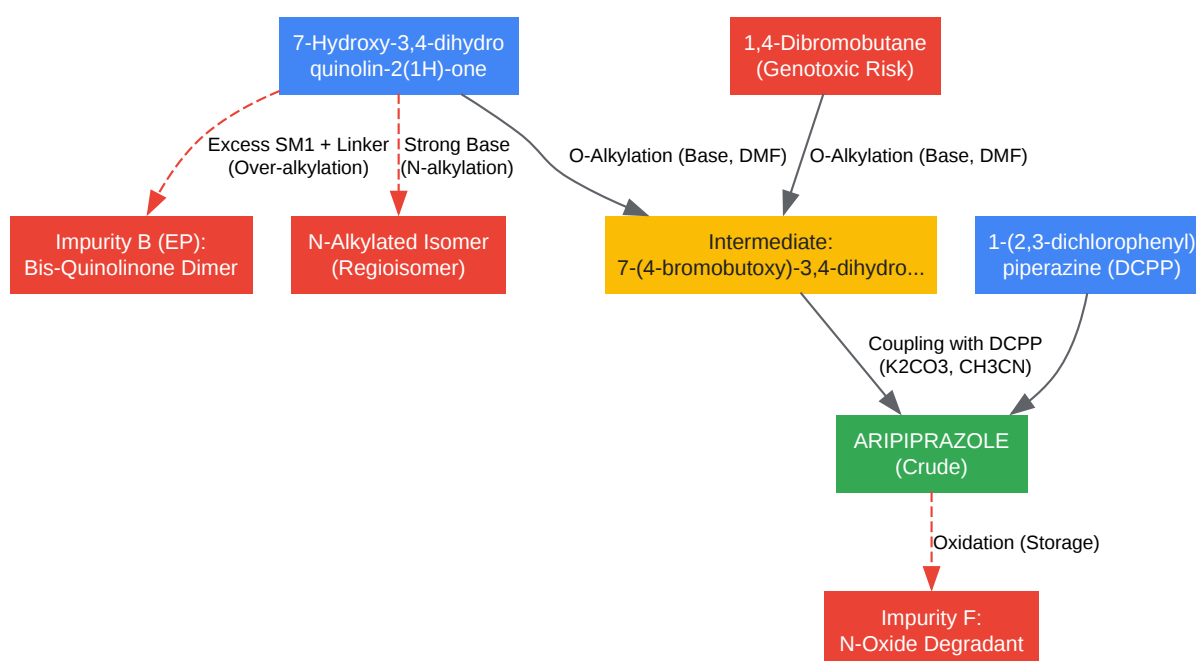 7-Hydroxy-3,4-dihydro
quinolin-2(1H)-one
1,4-Dibromobutane
(Genotoxic Risk)
Excess SM1 + Linker
(Over-alkylation)
Strong Base
(N-alkylation)
O-Alkylation (Base, DMF)
O-Alkylation (Base, DMF)
Impurity B (EP):
Bis-Quinolinone Dimer
N-Alkylated Isomer
(Regioisomer)
Intermediate:
7-(4-bromobutoxy)-3,4-dihydro...
1-(2,3-dichlorophenyl)
piperazine (DCPP)
Coupling with DCPP
(K2CO3, CH3CN)
ARIPIPRAZOLE
(Crude)
Oxidation (Storage)
Impurity F:
N-Oxide Degradant